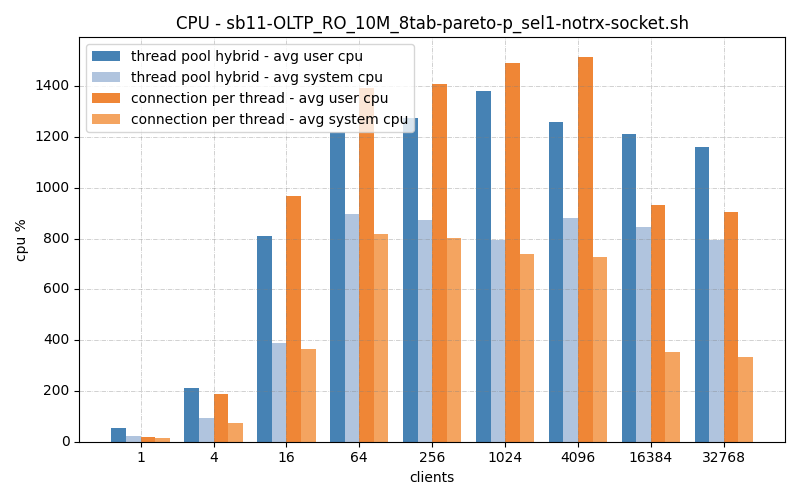 CPU - sb11-OLTP_RO_10M_8tab-pareto-p_sel1-notrx-socket.sh
thread pool hybrid - avg user cpu
thread pool hybrid - avg system cpu
connection per thread - avg user cpu
connection per thread - avg system cpu
cpu %
1400
1200
1000
800
600
400
200
0
1 4 16 64 256 1024 4096 16384 32768
clients